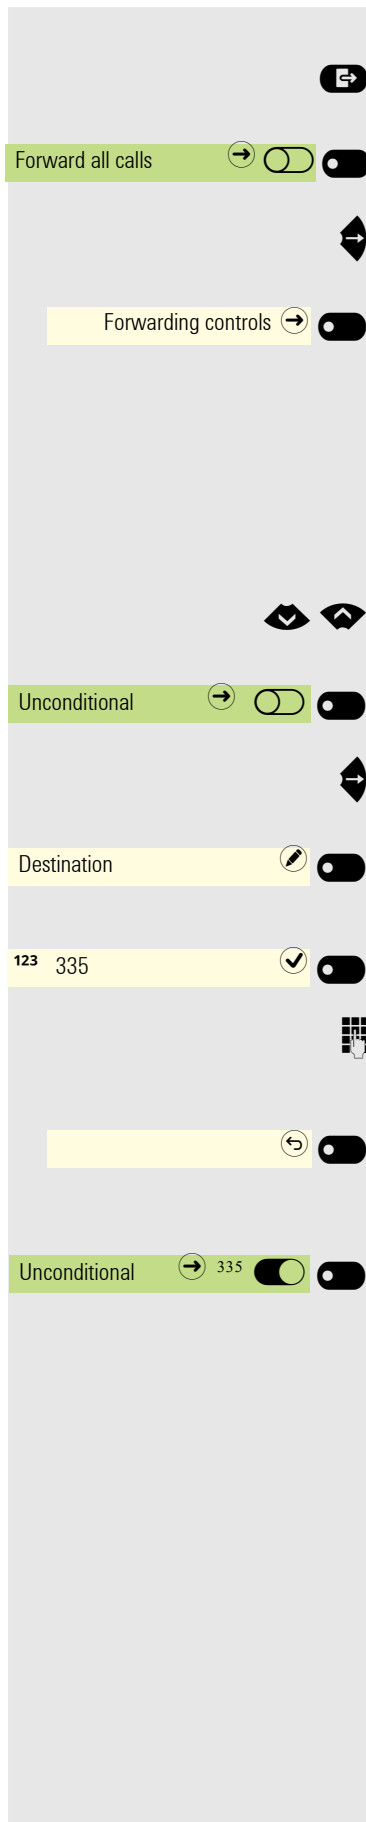 Forward all calls
Forwarding controls
Unconditional
Destination
123 335
Unconditional 335